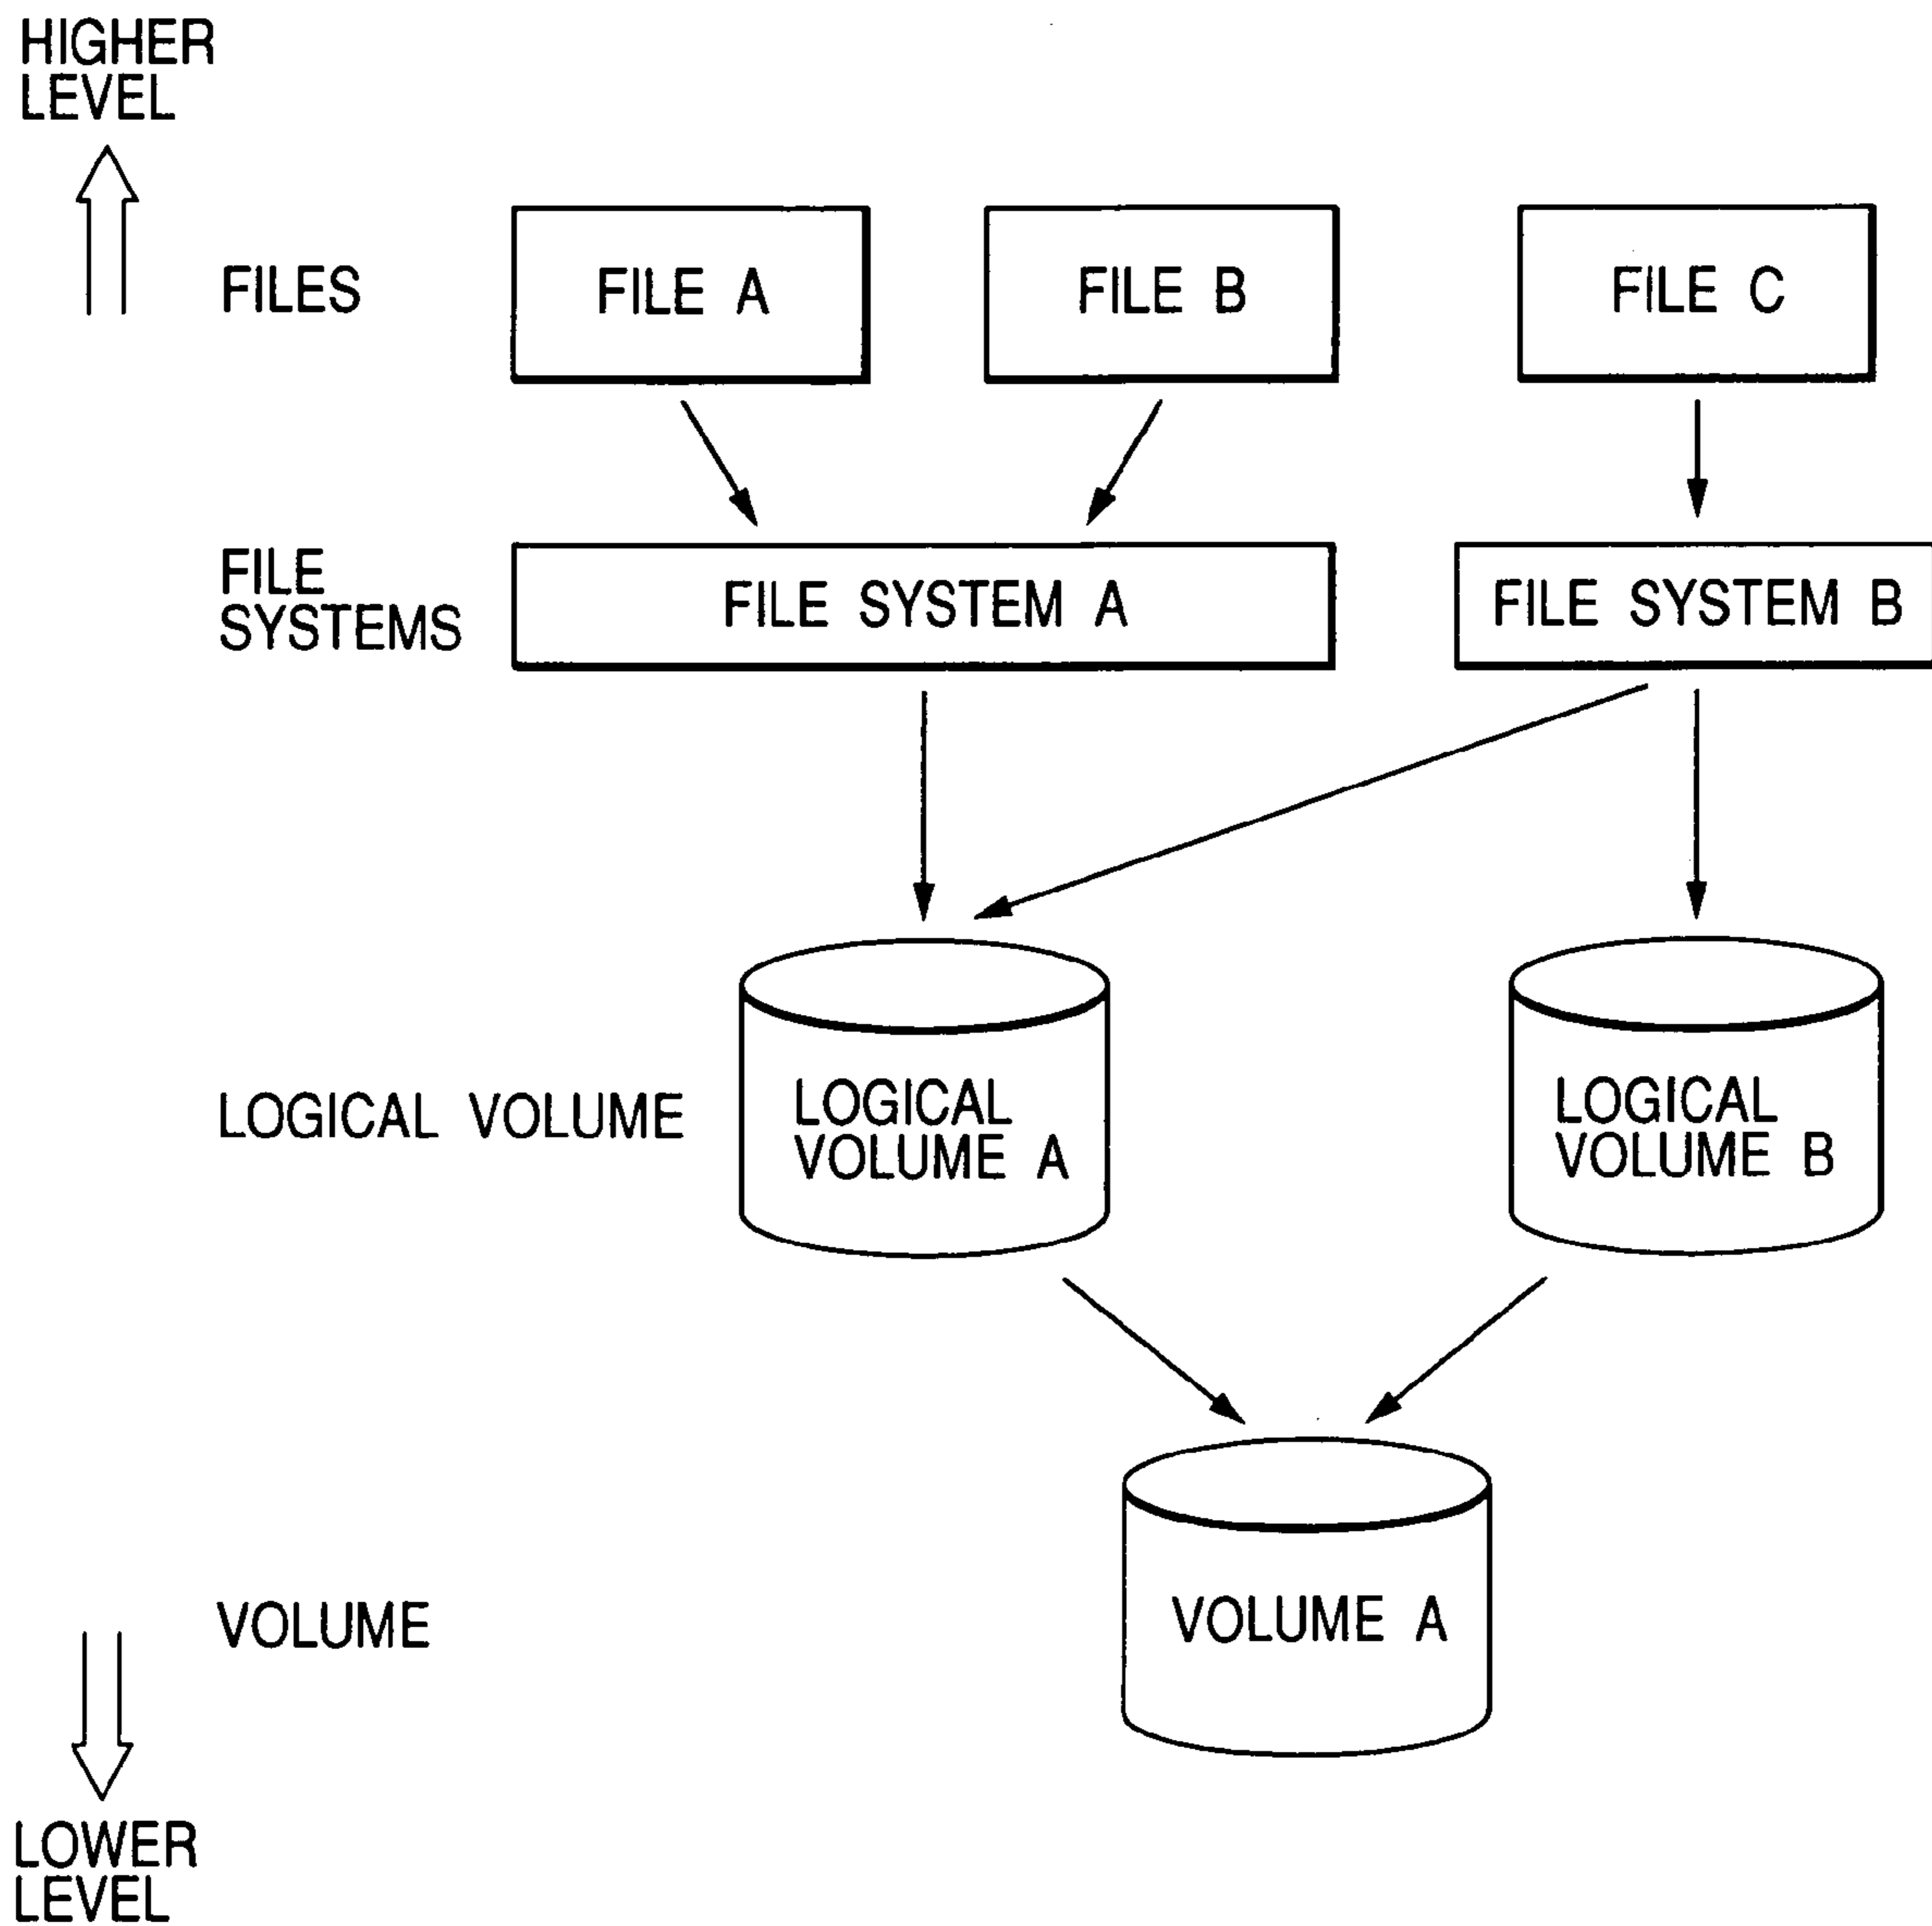 HIGHER
LEVEL
FILES
FILE A
FILE B
FILE C
FILE
SYSTEMS
FILE SYSTEM A
FILE SYSTEM B
LOGICAL VOLUME
LOGICAL
VOLUME A
LOGICAL
VOLUME B
VOLUME
VOLUME A
LOWER
LEVEL